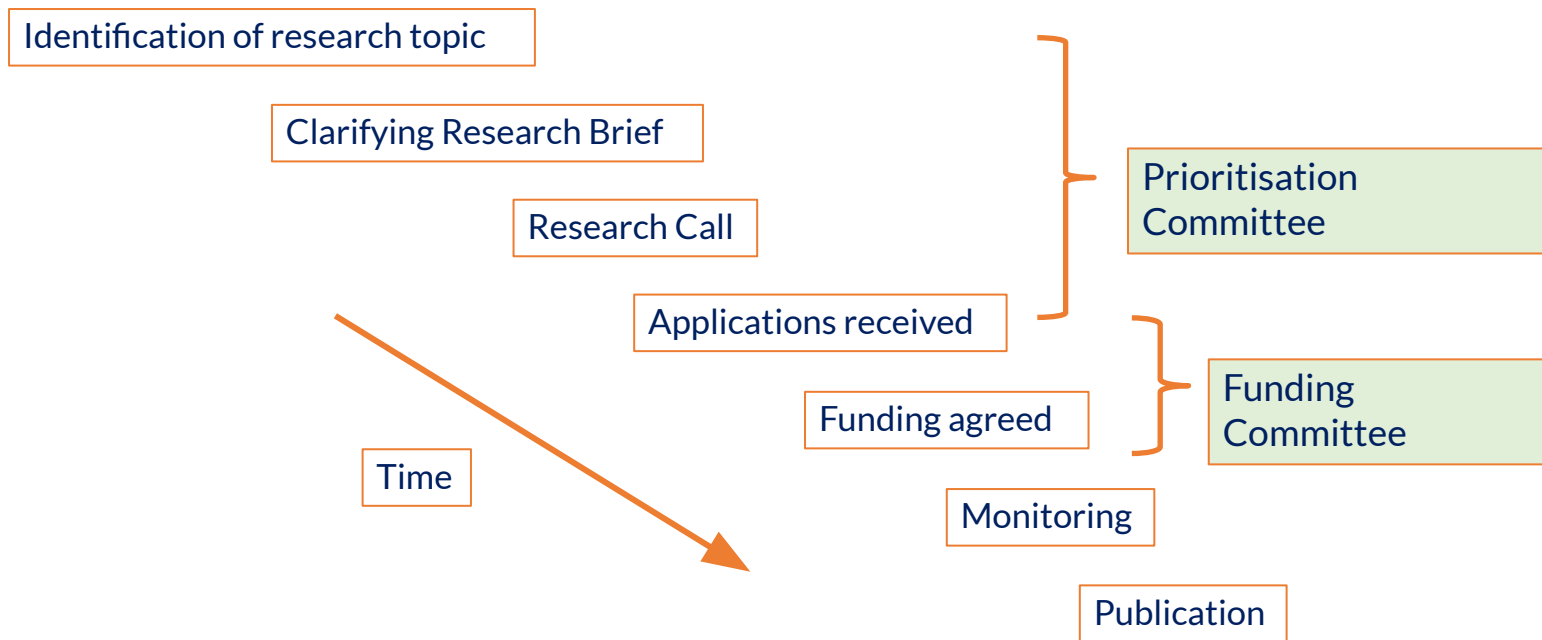 Identification of research topic
Clarifying Research Brief
Prioritisation
Committee
Research Call
Applications received
Funding
Committee
Funding agreed
Time
Monitoring
Publication